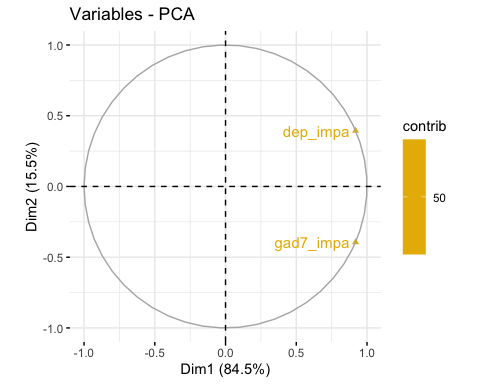 Variables - PCA
1.0
0.5
0.0
-0.5
-1.0
Dim2 (15.5%)
dep_impa
gad7_impa
-1.0 -0.5 0.0 0.5 1.0
Dim1 (84.5%)
contrib
50